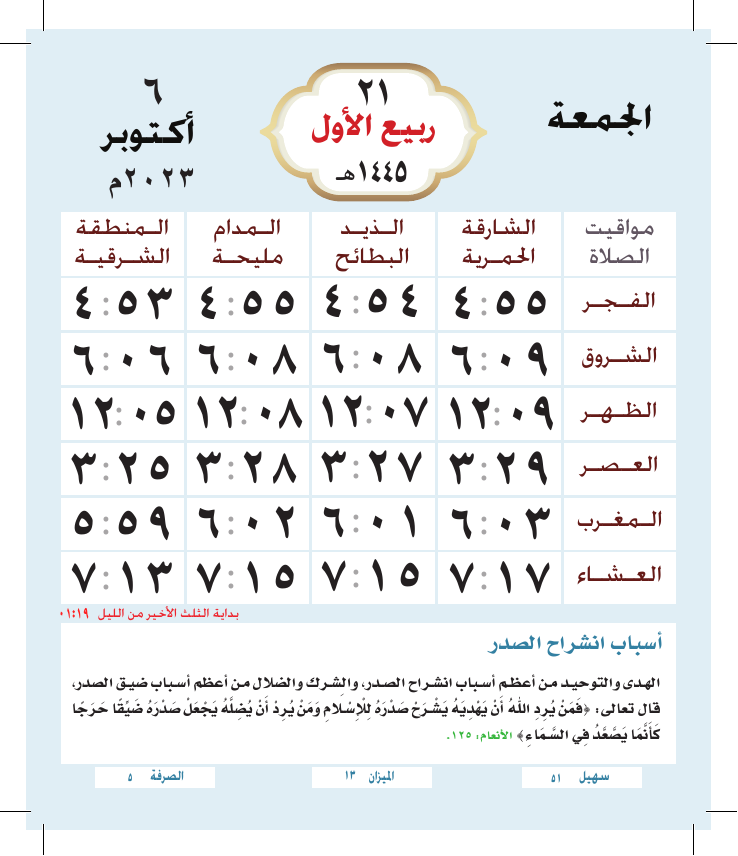 الجمعة
٢١
ربيع الأول
١٤٤٥هـ
٦
أكتوبر
٢٠٢٣م
مواقيت الصلاة | الشارقة الحمرية | الذيد البطائح | المدام مليحة | المنطقة الشرقية
الفجر ٤:٥٥ ٤:٥٤ ٤:٥٥ ٤:٥٣
الشروق ٦:٠٩ ٦:٠٨ ٦:٠٨ ٦:٠٦
الظهر ١٢:٠٩ ١٢:٠٧ ١٢:٠٨ ١٢:٠٥
العصر ٣:٢٩ ٣:٢٧ ٣:٢٨ ٣:٢٥
المغرب ٦:٠٣ ٦:٠١ ٦:٠٢ ٥:٥٩
العشاء ٧:١٧ ٧:١٥ ٧:١٥ ٧:١٣
بداية الثلث الأخير من الليل ٠١:١٩
أسباب انشراح الصدر
الهدى والتوحيد من أعظم أسباب انشراح الصدر، والشرك والضلال من أعظم أسباب ضيق الصدر،
قال تعالى: ﴿فَمَنْ يُرِدِ اللهُ أَنْ يَهْدِيَهُ يَشْرَحْ صَدْرَهُ لِلْإِسْلَامِ وَمَنْ يُرِدْ أَنْ يُضِلَّهُ يَجْعَلْ صَدْرَهُ ضَيِّقًا حَرَجًا
كَأَنَّمَا يَصَّعَّدُ فِي السَّمَاءِ﴾ الأنعام: ١٢٥.
سهيل ٥١
الميزان ١٣
الصرفة ٥